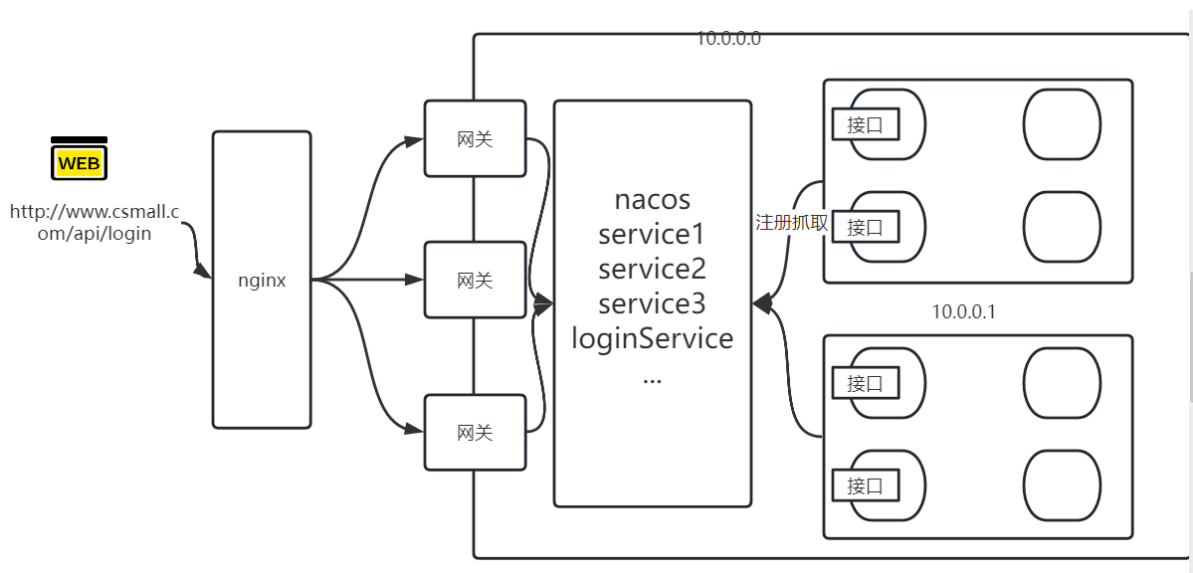 10.0.0.0
WEB
http://www.csmall.c
om/api/login
nginx
网关
网关
网关
nacos
service1
service2
service3
loginService
...
注册抓取
接口
接口
10.0.0.1
接口
接口